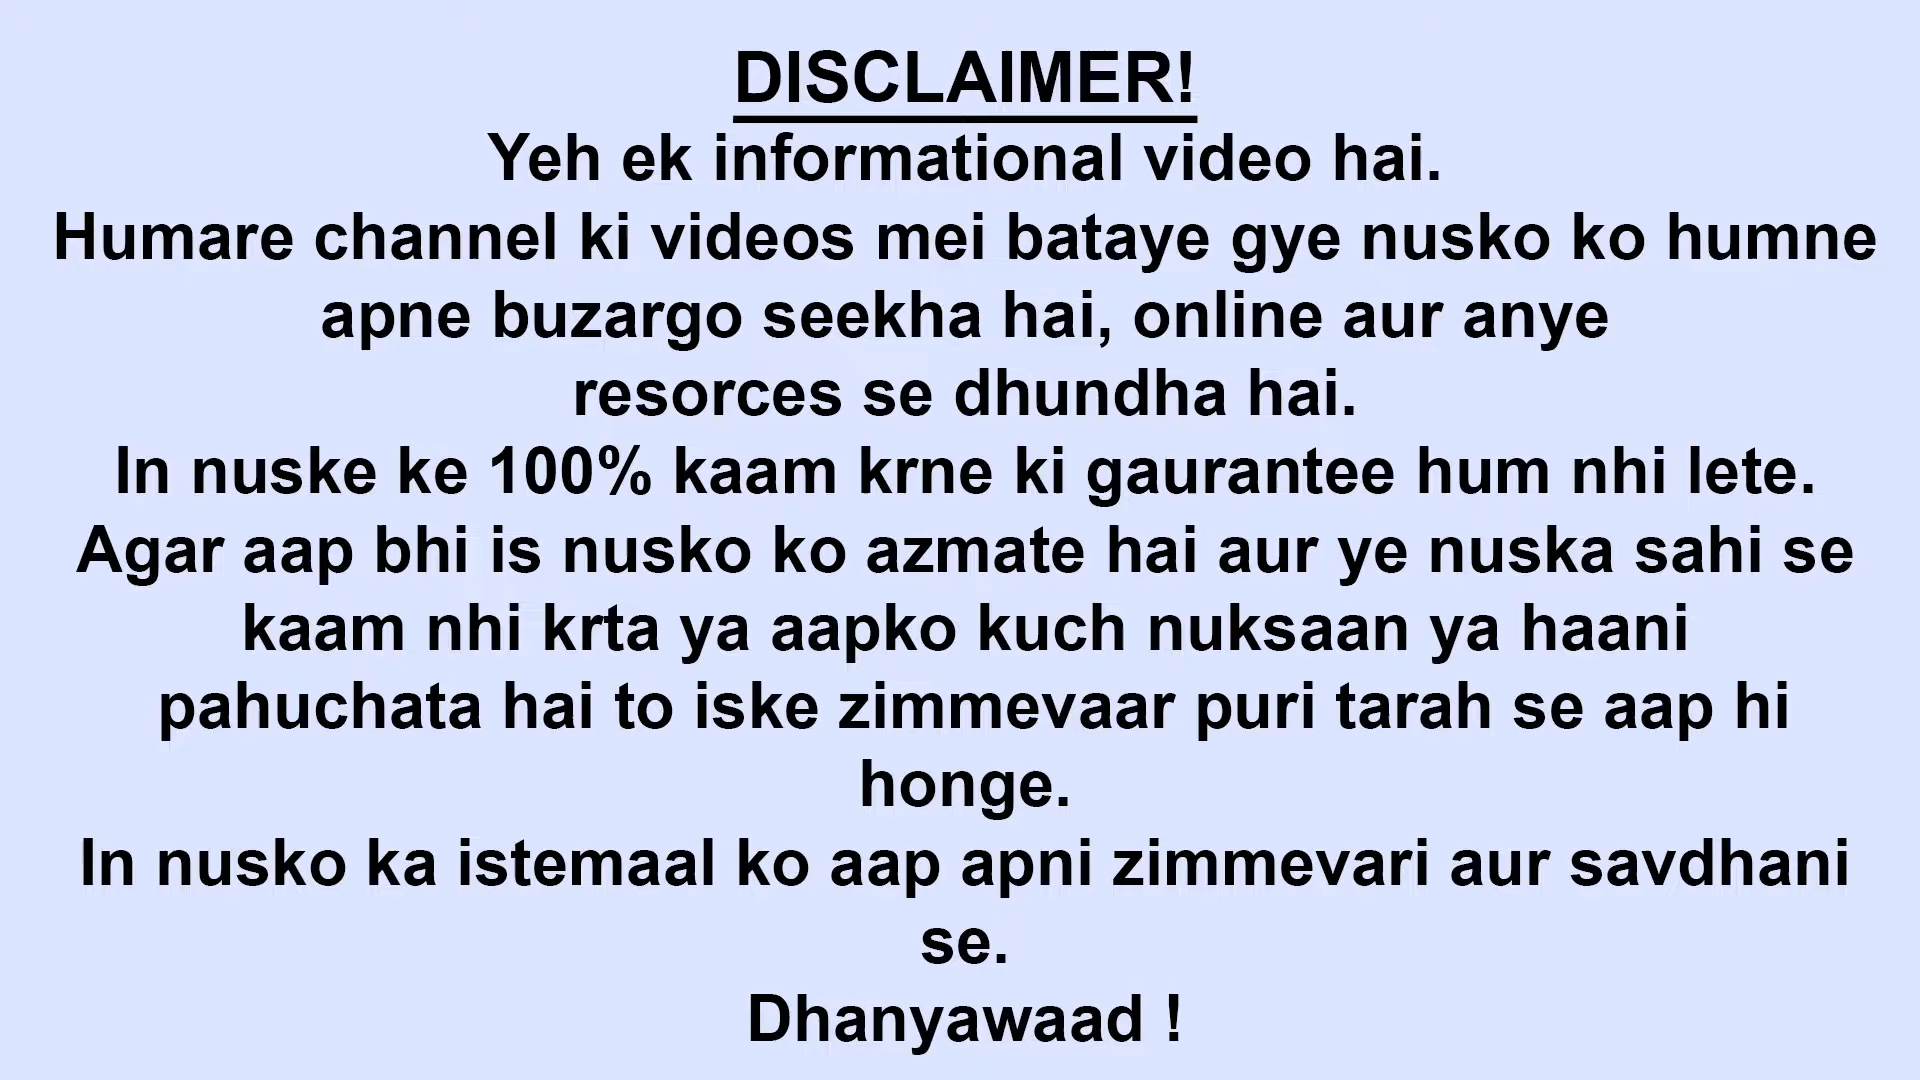 DISCLAIMER!
Yeh ek informational video hai.
Humare channel ki videos mei bataye gye nusko ko humne
apne buzargo seekha hai, online aur anye
resorces se dhundha hai.
In nuske ke 100% kaam krne ki gaurantee hum nhi lete.
Agar aap bhi is nusko ko azmate hai aur ye nuska sahi se
kaam nhi krta ya aapko kuch nuksaan ya haani
pahuchata hai to iske zimmevaar puri tarah se aap hi
honge.
In nusko ka istemaal ko aap apni zimmevari aur savdhani
se.
Dhanyawaad !